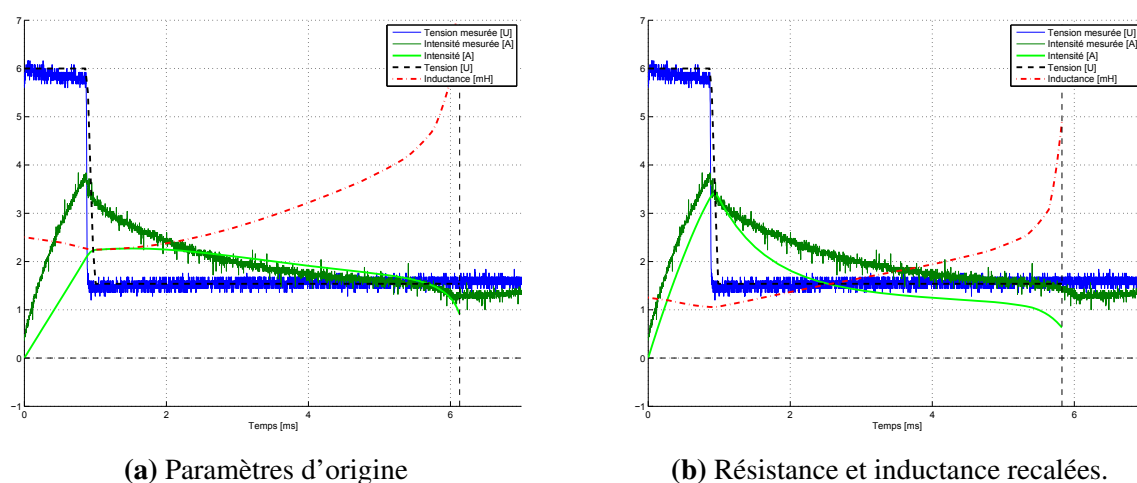 7
6
5
4
3
2
1
0
−1
0
2
4
6
Temps [ms]
Tension mesurée [U]
Intensité mesurée [A]
Intensité [A]
Tension [U]
Inductance [mH]
(a) Paramètres d'origine
7
6
5
4
3
2
1
0
−1
0
2
4
6
Temps [ms]
Tension mesurée [U]
Intensité mesurée [A]
Intensité [A]
Tension [U]
Inductance [mH]
(b) Résistance et inductance recalées.